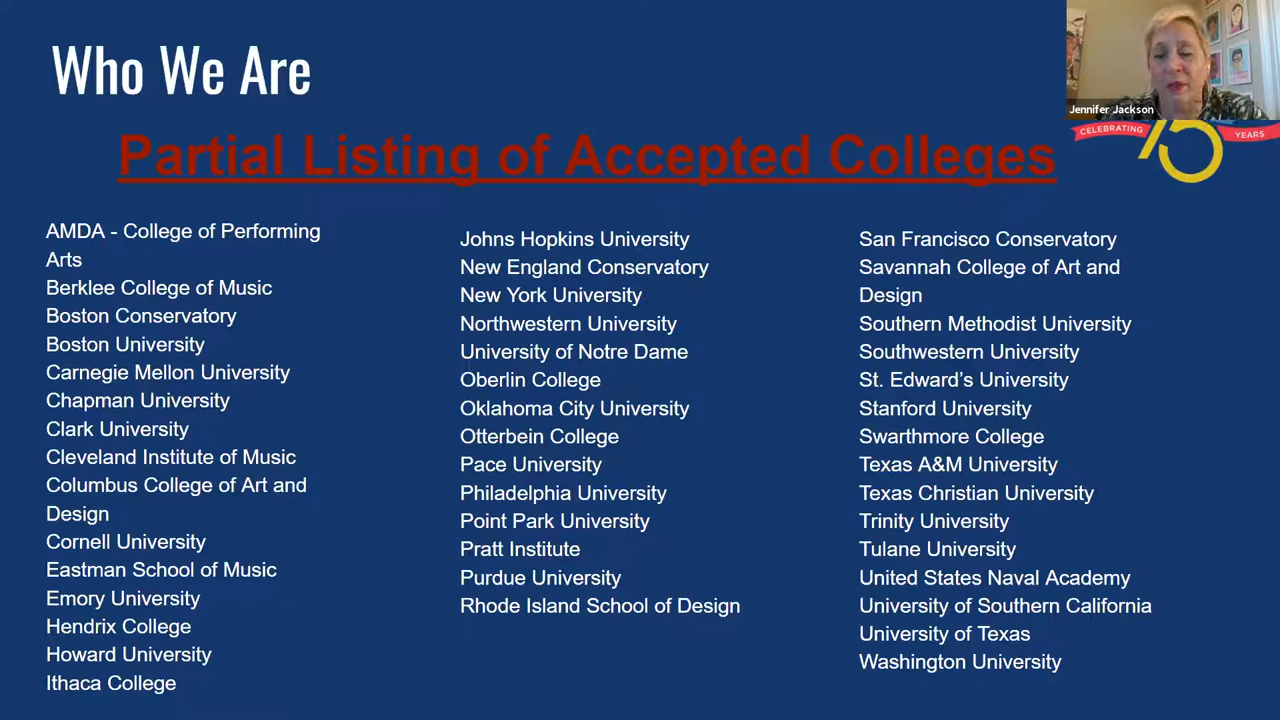 Who We Are
Jennifer Jackson
CELEBRATING 75 YEARS
Partial Listing of Accepted Colleges
AMDA - College of Performing
Arts
Berklee College of Music
Boston Conservatory
Boston University
Carnegie Mellon University
Chapman University
Clark University
Cleveland Institute of Music
Columbus College of Art and
Design
Cornell University
Eastman School of Music
Emory University
Hendrix College
Howard University
Ithaca College
Johns Hopkins University
New England Conservatory
New York University
Northwestern University
University of Notre Dame
Oberlin College
Oklahoma City University
Otterbein College
Pace University
Philadelphia University
Point Park University
Pratt Institute
Purdue University
Rhode Island School of Design
San Francisco Conservatory
Savannah College of Art and
Design
Southern Methodist University
Southwestern University
St. Edward’s University
Stanford University
Swarthmore College
Texas A&M University
Texas Christian University
Trinity University
Tulane University
United States Naval Academy
University of Southern California
University of Texas
Washington University